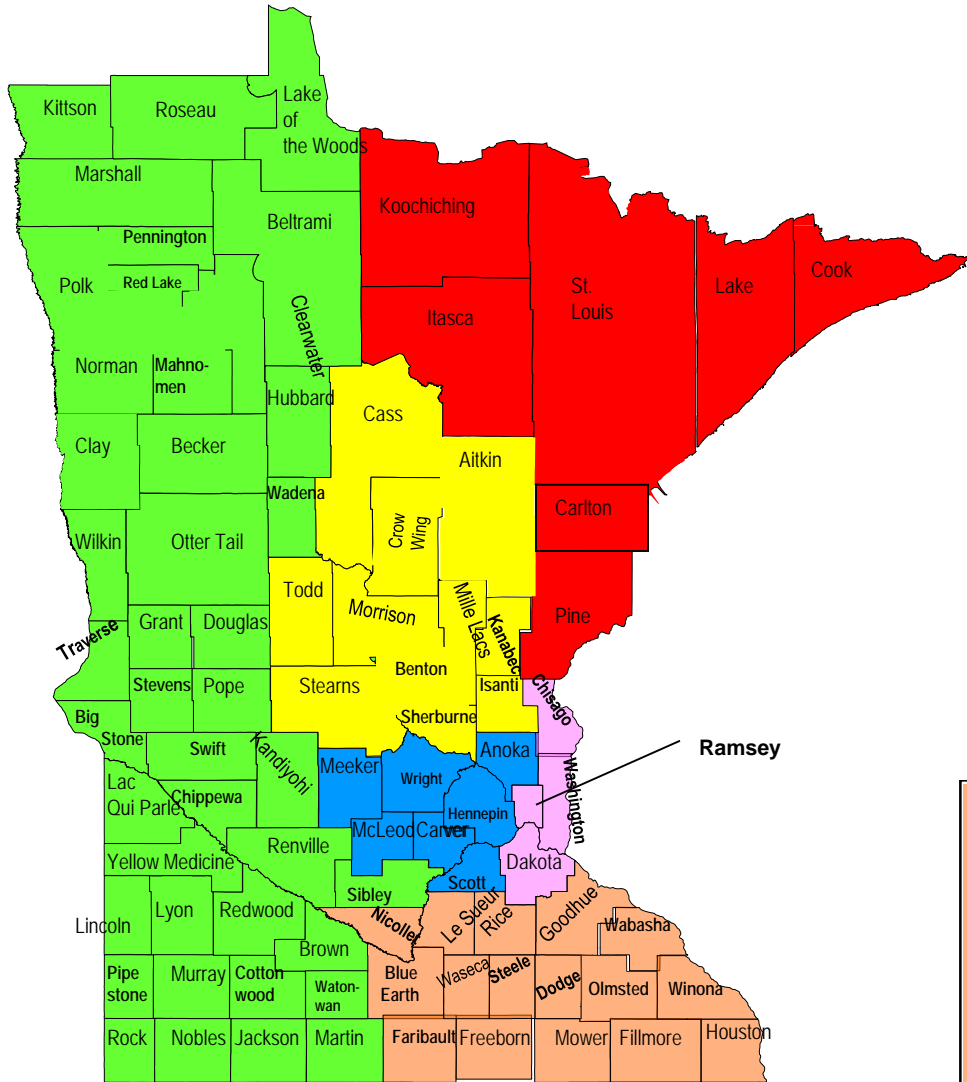 Kittson
Roseau
Lake
of
the Woods
Marshall
Koochiching
Beltrami
Pennington
Cook
Polk
Red Lake
St.
Louis
Lake
Clearwater
Itasca
Norman
Mahno-
men
Hubbard
Cass
Clay
Becker
Aitkin
Wadena
Carlton
Wilkin
Otter Tail
Crow
Wing
Todd
Morrison
Mille Lacs
Kanabec
Pine
Traverse
Grant
Douglas
Benton
Stevens
Pope
Stearns
Isanti
Chisago
Big
Stone
Sherburne
Swift
Kandiyohi
Meeker
Wright
Anoka
Ramsey
Washington
Lac
Qui Parle
Chippewa
Hennepin
McLeod
Carver
Renville
Yellow Medicine
Dakota
Sibley
Scott
Lincoln
Lyon
Redwood
Nicollet
Le Sueur
Rice
Goodhue
Wabasha
Brown
Pipe
stone
Murray
Cotton
wood
Waton-
wan
Blue
Earth
Waseca
Steele
Dodge
Olmsted
Winona
Rock
Nobles
Jackson
Martin
Faribault
Freeborn
Mower
Fillmore
Houston